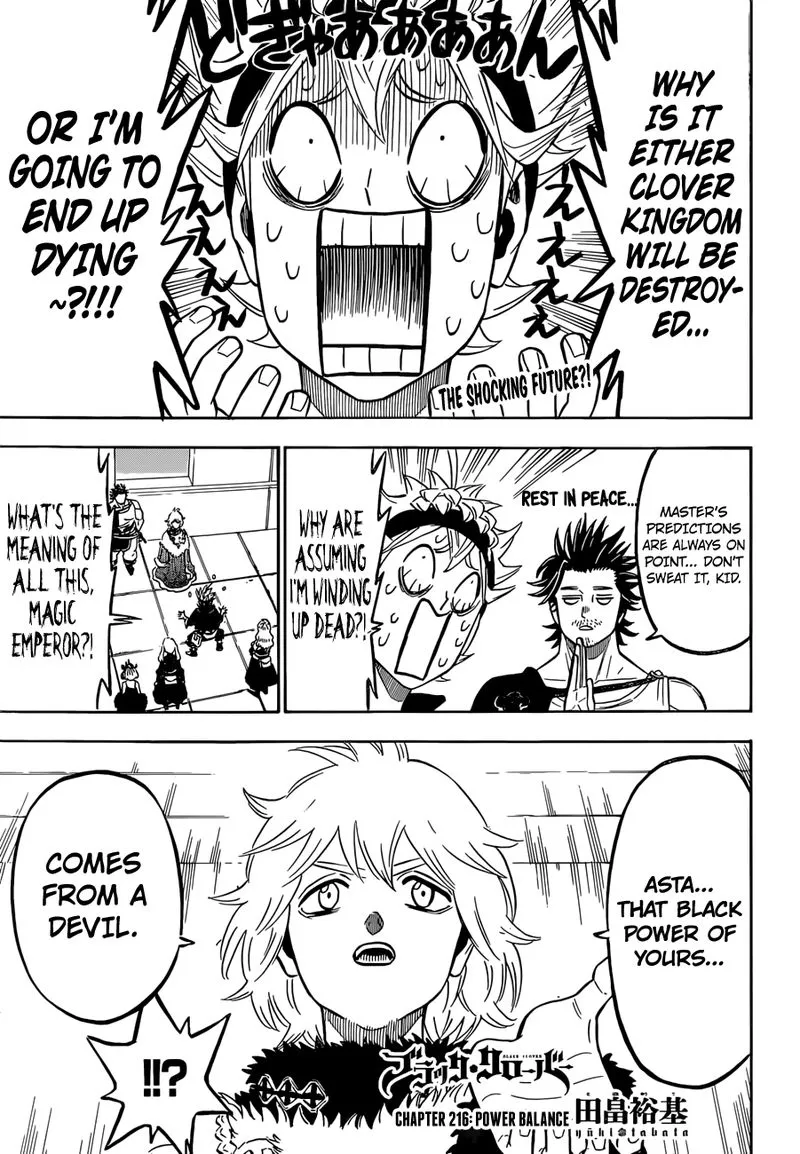 どぎゃあああああん
WHY
IS IT
EITHER
CLOVER
KINGDOM
WILL BE
DESTROY-
ED...
えええええ
えええええ
OR I'M
GOING TO
END UP
DYING
~?!!!
THE SHOCKING FUTURE?!
MASTER'S
PREDICTIONS
ARE ALWAYS ON
POINT... DON'T
SWEAT IT, KID.
REST IN PEACE...
WHY ARE
ASSUMING
I'M WINDING
UP DEAD?!
WHAT'S THE
MEANING OF
ALL THIS,
MAGIC
EMPEROR?!
ASTA...
THAT BLACK
POWER OF
YOURS...
COMES
FROM A
DEVIL.
!!?
ブラック・クローバー
BLACK CLOVER
CHAPTER 216: POWER BALANCE
田畠裕基
yūki tabata